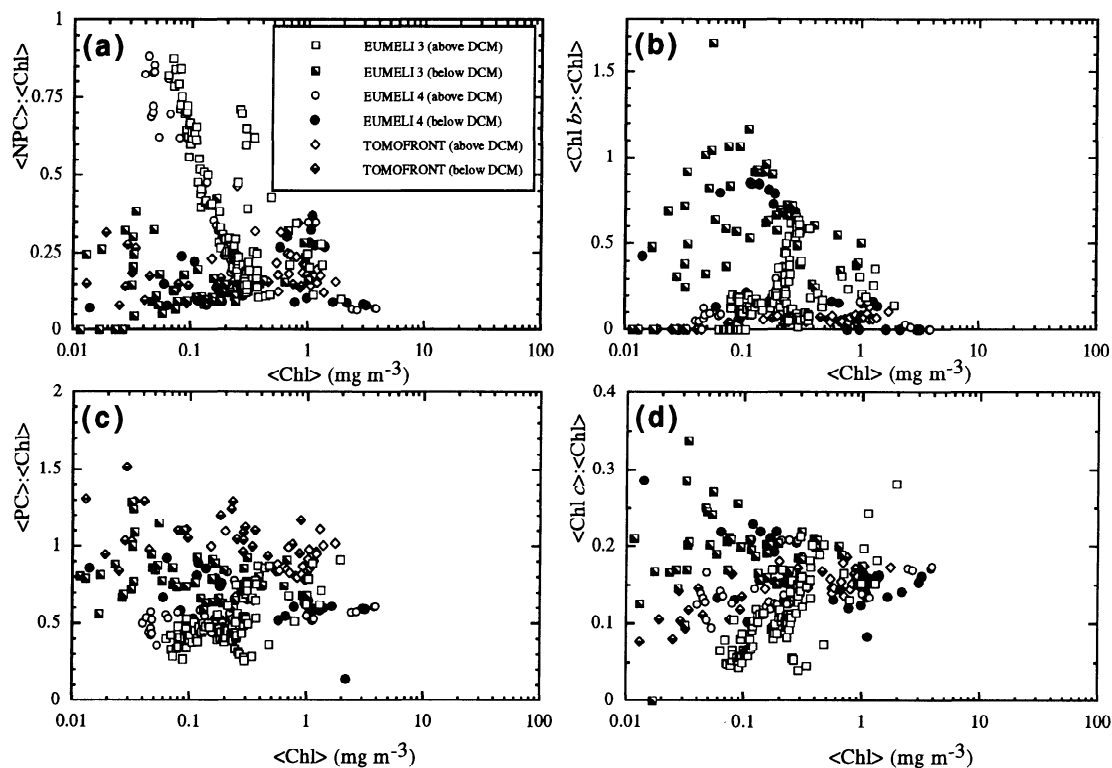 (a)
<NPC>:<Chl>
1
0.75
0.5
0.25
0
EUMELI 3 (above DCM)
EUMELI 3 (below DCM)
EUMELI 4 (above DCM)
EUMELI 4 (below DCM)
TOMOFRONT (above DCM)
TOMOFRONT (below DCM)
0.01 0.1 1 10 100
<Chl> (mg m-3)
(b)
<Chl b>:<Chl>
1.5
1
0.5
0
0.01 0.1 1 10 100
<Chl> (mg m-3)
(c)
<PC>:<Chl>
2
1.5
1
0.5
0
0.01 0.1 1 10 100
<Chl> (mg m-3)
(d)
<Chl c>:<Chl>
0.4
0.3
0.2
0.1
0
0.01 0.1 1 10 100
<Chl> (mg m-3)